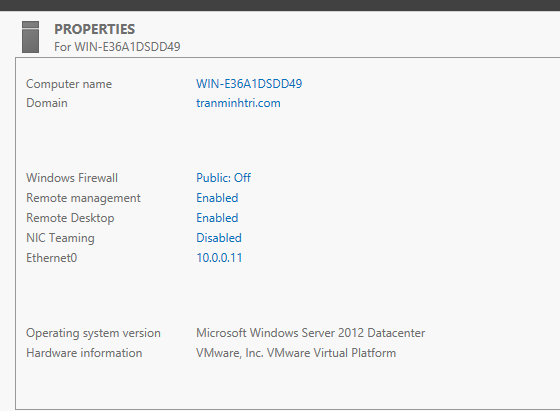 PROPERTIES
For WIN-E36A1DSDD49
Computer name WIN-E36A1DSDD49
Domain tranminhtri.com
Windows Firewall Public: Off
Remote management Enabled
Remote Desktop Enabled
NIC Teaming Disabled
Ethernet0 10.0.0.11
Operating system version Microsoft Windows Server 2012 Datacenter
Hardware information VMware, Inc. VMware Virtual Platform